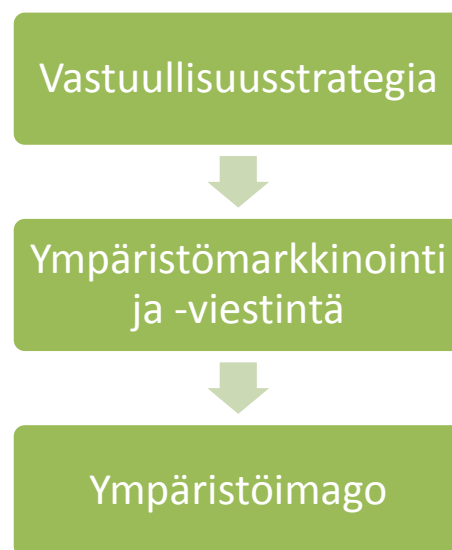 Vastuullisuusstrategia
Ympäristömarkkinointi
ja -viestintä
Ympäristöimago